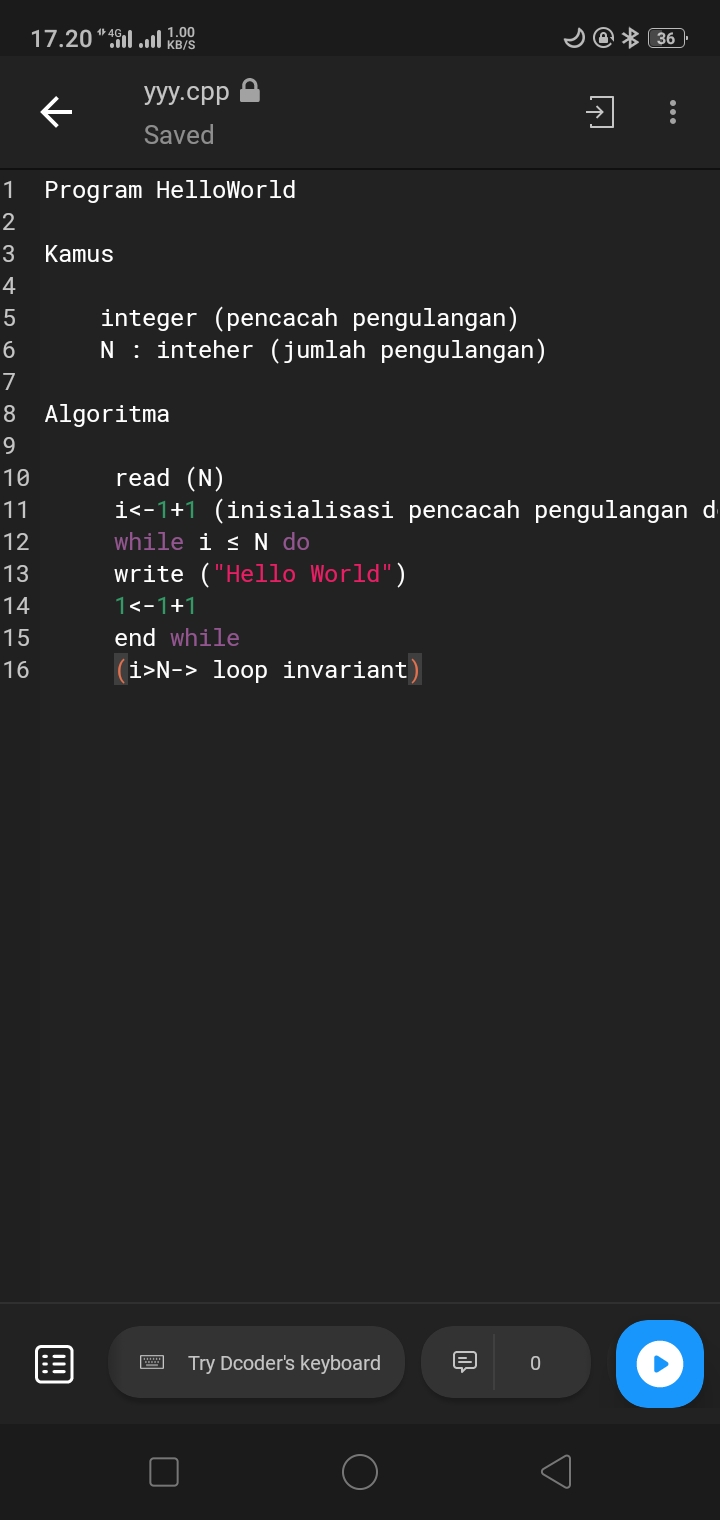 17.20 4G 1.00 KB/S 36
yyy.cpp
Saved
1 Program HelloWorld
2
3 Kamus
4
5 integer (pencacah pengulangan)
6 N : inteher (jumlah pengulangan)
7
8 Algoritma
9
10 read (N)
11 i<-1+1 (inisialisasi pencacah pengulangan d
12 while i ≤ N do
13 write ("Hello World")
14 1<-1+1
15 end while
16 (i>N-> loop invariant)
Try Dcoder's keyboard 0